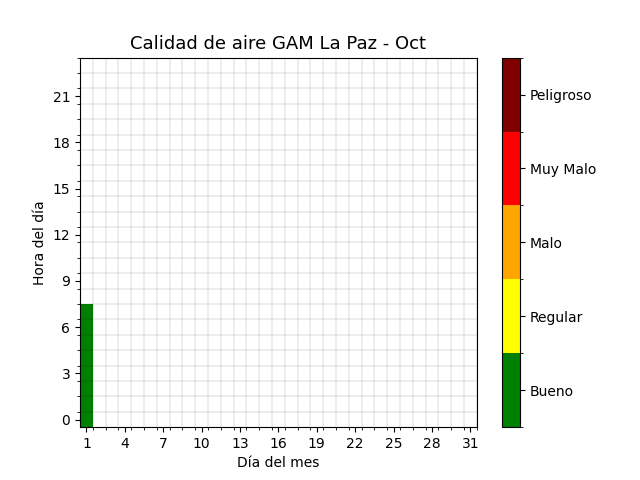 Calidad de aire GAM La Paz - Oct
Peligroso
Muy Malo
Malo
Regular
Bueno
Hora del día
21
18
15
12
9
6
3
0
1 4 7 10 13 16 19 22 25 28 31
Día del mes